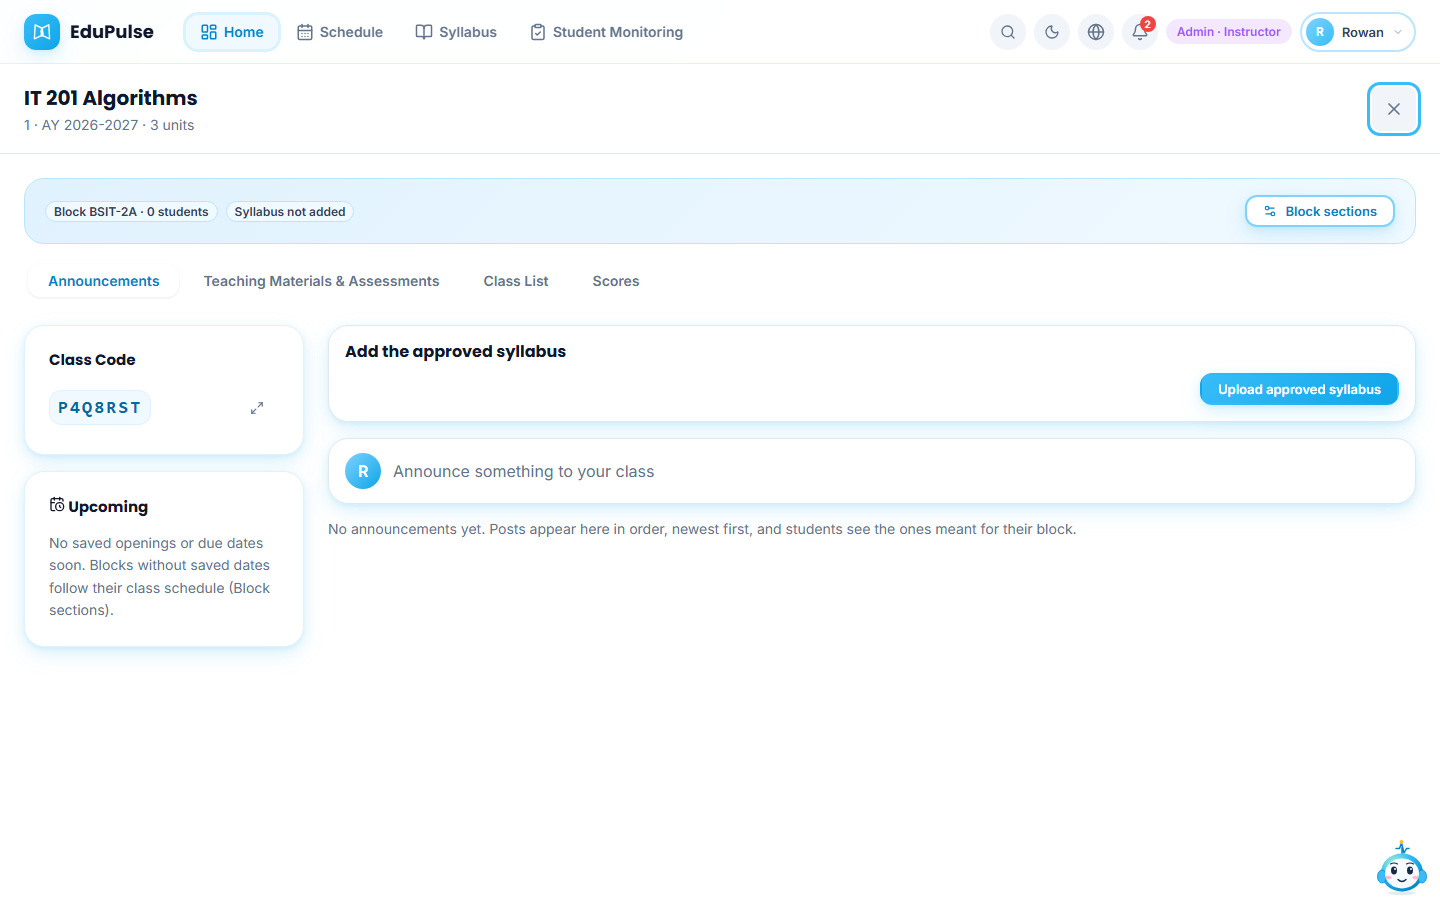 EduPulse
Home
Schedule
Syllabus
Student Monitoring
2
Admin · Instructor
R
Rowan
IT 201 Algorithms
1 · AY 2026-2027 · 3 units
Block BSIT-2A · 0 students
Syllabus not added
Block sections
Announcements
Teaching Materials & Assessments
Class List
Scores
Class Code
P4Q8RST
Upcoming
No saved openings or due dates
soon. Blocks without saved dates
follow their class schedule (Block
sections).
Add the approved syllabus
Upload approved syllabus
R
Announce something to your class
No announcements yet. Posts appear here in order, newest first, and students see the ones meant for their block.